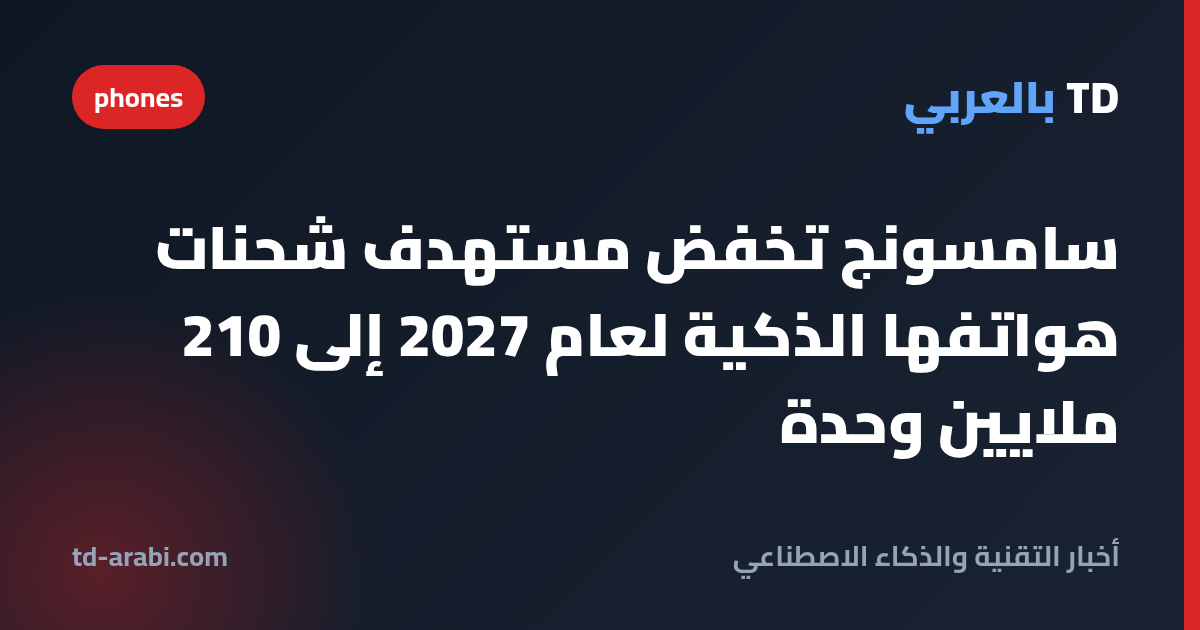 TD بالعربي
phones
سامسونج تخفض مستهدف شحنات
هواتفها الذكية لعام 2027 إلى 210
ملايين وحدة
أخبار التقنية والذكاء الاصطناعي
td-arabi.com